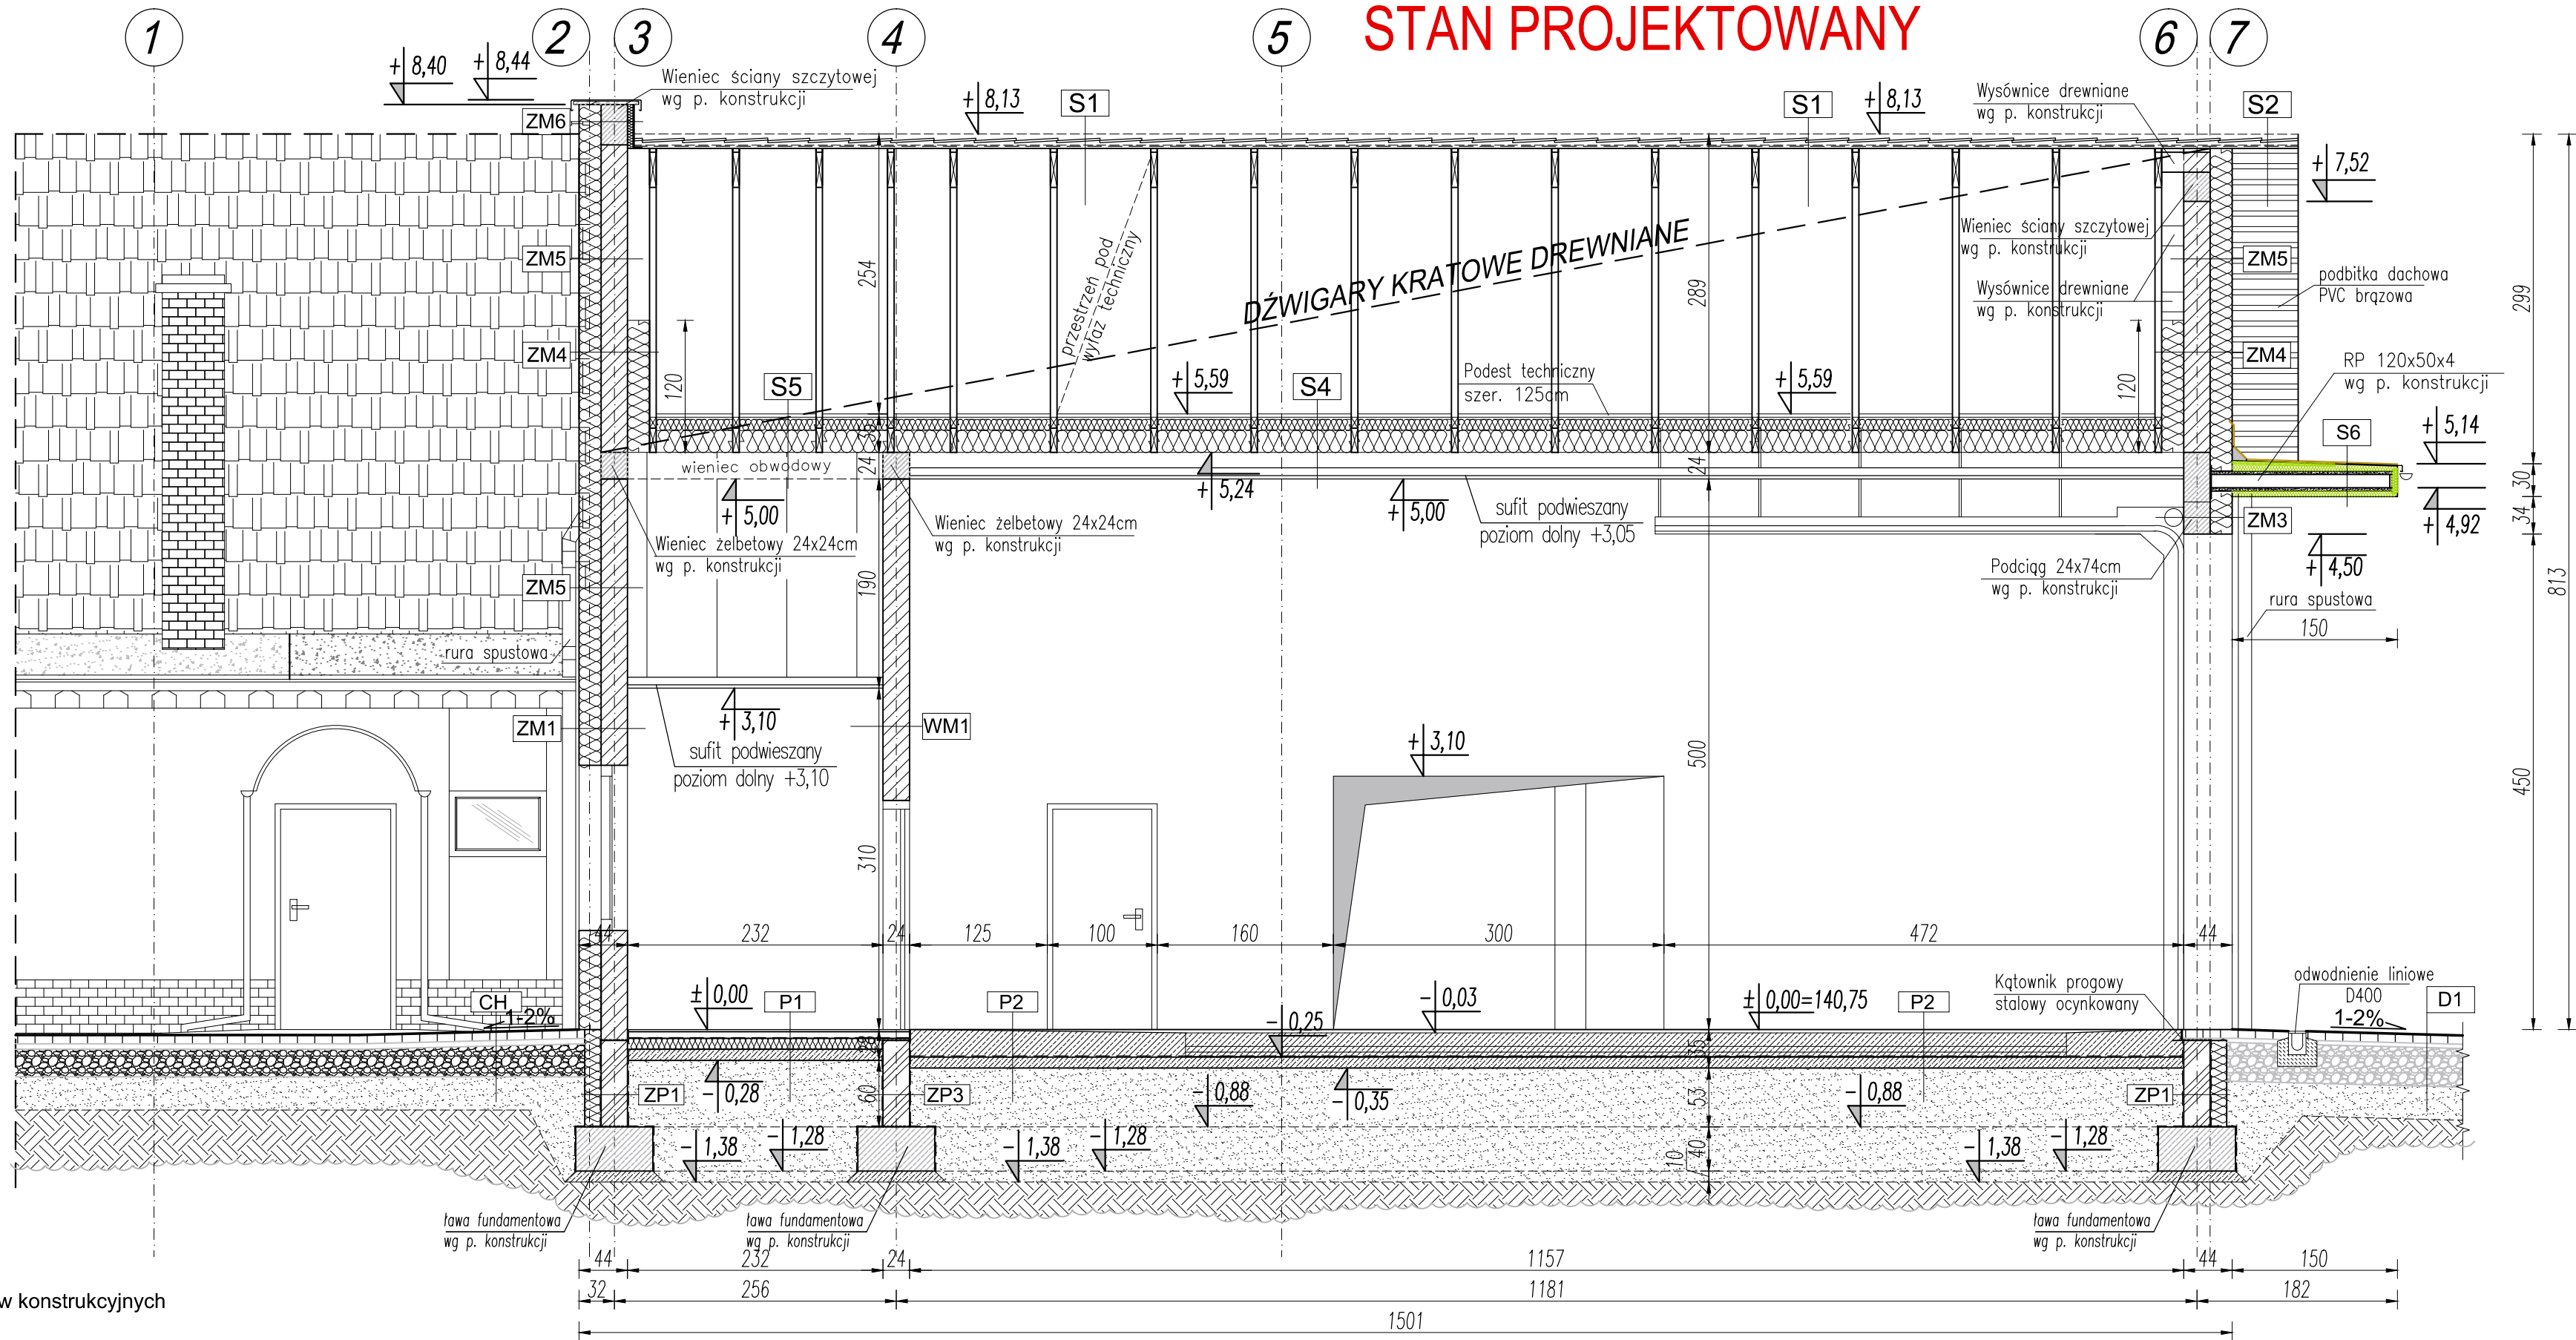 STAN PROJEKTOWANY
1
2
3
4
5
6
7
+ 8,40
+ 8,44
Wieniec ściany szczytowej
wg p. konstrukcji
+ 8,13
S1
S1
+ 8,13
Wysównice drewniane
wg p. konstrukcji
S2
ZM6
+ 7,52
ZM5
254
przestrzeń pod
wyłaz techniczny
DŹWIGARY KRATOWE DREWNIANE
289
Wieniec ściany szczytowej
wg p. konstrukcji
ZM5
podbitka dachowa
PVC brązowa
299
Wysównice drewniane
wg p. konstrukcji
ZM4
120
S5
+ 5,59
S4
Podest techniczny
szer. 125cm
+ 5,59
120
ZM4
RP 120x50x4
wg p. konstrukcji
S6
+ 5,14
wieniec obwodowy
24
+ 5,24
24
30
+ 5,00
+ 5,00
sufit podwieszany
poziom dolny +3,05
34
+ 4,92
ZM3
Wieniec żelbetowy 24x24cm
wg p. konstrukcji
Wieniec żelbetowy 24x24cm
wg p. konstrukcji
ZM5
190
Podciąg 24x74cm
wg p. konstrukcji
+ 4,50
rura spustowa
150
813
rura spustowa
ZM1
+ 3,10
sufit podwieszany
poziom dolny +3,10
WM1
+ 3,10
500
450
310
44
232
24
125
100
160
300
472
44
CH
1-2%
± 0,00
P1
P2
- 0,25
- 0,03
± 0,00=140,75
P2
Kątownik progowy
stalowy ocynkowany
odwodnienie liniowe
D400
1-2%
D1
28
35
ZP1
- 0,28
60
ZP3
- 0,88
- 0,35
53
- 0,88
ZP1
- 1,38
- 1,28
- 1,38
- 1,28
10
40
- 1,38
- 1,28
ława fundamentowa
wg p. konstrukcji
ława fundamentowa
wg p. konstrukcji
ława fundamentowa
wg p. konstrukcji
44
232
24
1157
44
150
w konstrukcyjnych
32
256
1181
182
1501